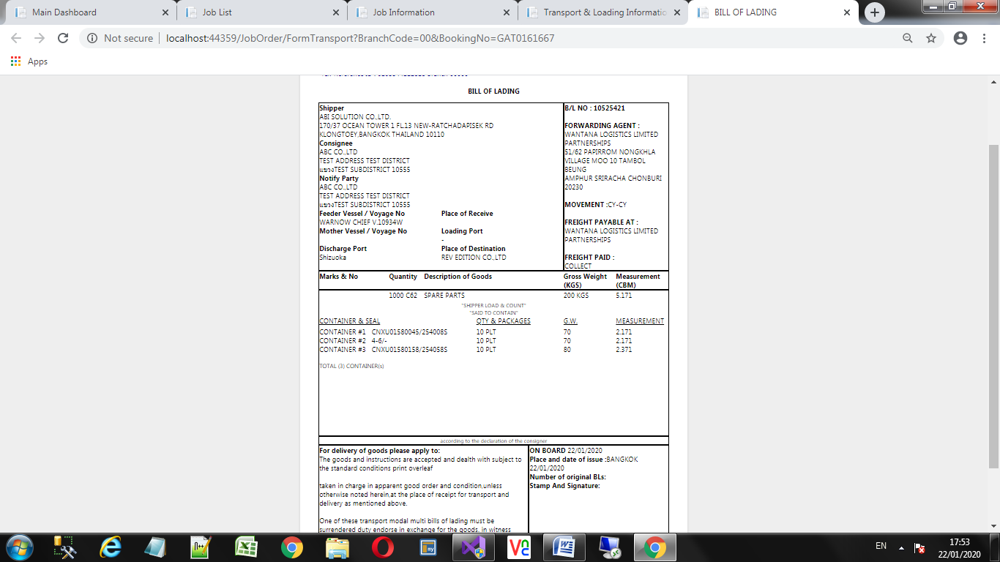 Main Dashboard
Job List
Job Information
Transport & Loading Informatio
BILL OF LADING
Not secure
localhost:44359/JobOrder/FormTransport?BranchCode=00&BookingNo=GAT0161667
Apps
BILL OF LADING
Shipper
ABI SOLUTION CO.,LTD.
170/37 OCEAN TOWER 1 FL.13 NEW-RATCHADAPISEK RD
KLONGTOEY,BANGKOK THAILAND 10110
Consignee
ABC CO.,LTD
TEST ADDRESS TEST DISTRICT
แขวงTEST SUBDISTRICT 10555
Notify Party
ABC CO.,LTD
TEST ADDRESS TEST DISTRICT
แขวงTEST SUBDISTRICT 10555
Feeder Vessel / Voyage No Place of Receive
WARNOW CHIEF V.10934W
Mother Vessel / Voyage No Loading Port
-
Discharge Port Place of Destination
Shizuoka REV EDITION CO.,LTD
B/L NO : 10525421
FORWARDING AGENT :
WANTANA LOGISTICS LIMITED
PARTNERSHIPS
51/62 PAPIRROM NONGKHLA
VILLAGE MOO 10 TAMBOL
BEUNG
AMPHUR SRIRACHA CHONBURI
20230
MOVEMENT :CY-CY
FREIGHT PAYABLE AT :
WANTANA LOGISTICS LIMITED
PARTNERSHIPS
FREIGHT PAID :
COLLECT
Marks & No Quantity Description of Goods Gross Weight Measurement
(KGS) (CBM)
1000 C62 SPARE PARTS 200 KGS 5.171
"SHIPPER LOAD & COUNT"
"SAID TO CONTAIN"
CONTAINER & SEAL QTY & PACKAGES G.W. MEASUREMENT
CONTAINER #1 CNXU01580045/254008S 10 PLT 70 2.171
CONTAINER #2 4-6/- 10 PLT 70 2.171
CONTAINER #3 CNXU01580158/254058S 10 PLT 80 2.371
TOTAL (3) CONTAINER(s)
according to the declaration of the consigner
For delivery of goods please apply to:
The goods and instructions are accepted and dealth with subject to
the standard conditions print overleaf
taken in charge in apparent good order and condition,unless
otherwise noted herein,at the place of receipt for transport and
delivery as mentioned above.
One of these transport modal multi bills of lading must be
surrendered duty endorse in exchange for the goods. in witness
ON BOARD 22/01/2020
Place and date of issue :BANGKOK
22/01/2020
Number of original BLs:
Stamp And Signature:
EN
17:53
22/01/2020